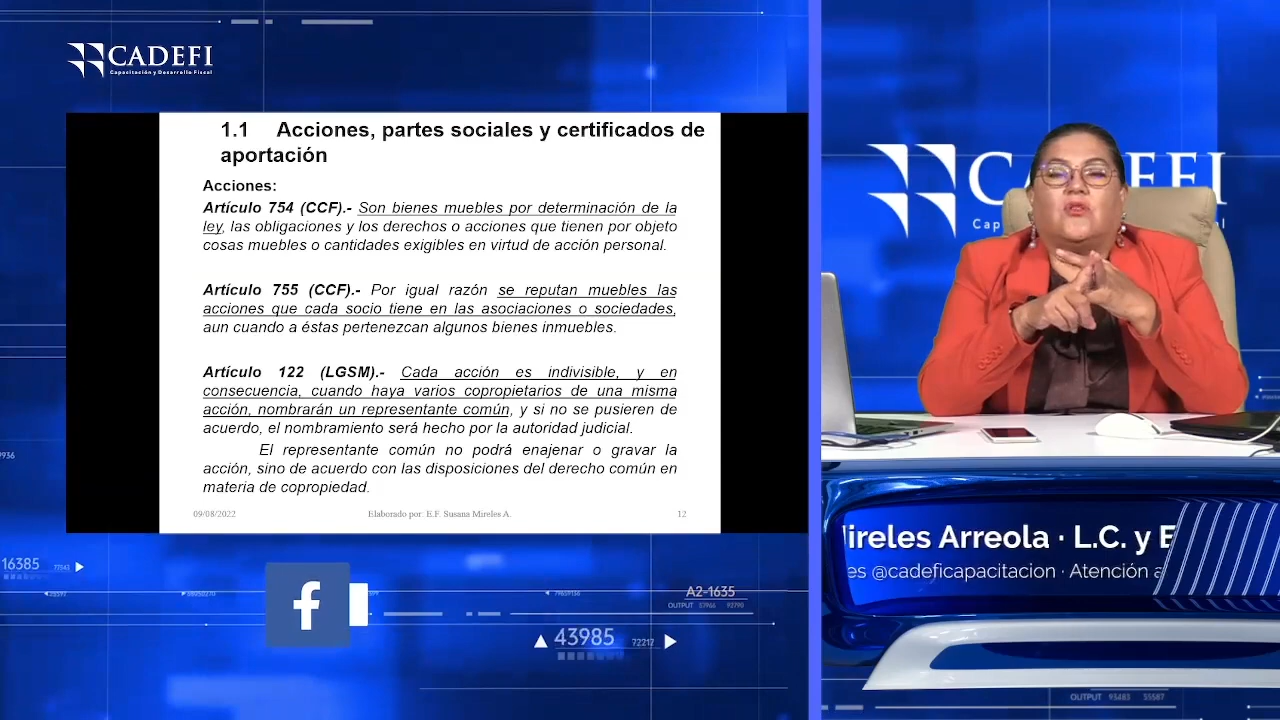 CADEFI
Capacitación y Desarrollo Fiscal
1.1 Acciones, partes sociales y certificados de
aportación
Acciones:
Artículo 754 (CCF).- Son bienes muebles por determinación de la
ley, las obligaciones y los derechos o acciones que tienen por objeto
cosas muebles o cantidades exigibles en virtud de acción personal.
Artículo 755 (CCF).- Por igual razón se reputan muebles las
acciones que cada socio tiene en las asociaciones o sociedades,
aun cuando a éstas pertenezcan algunos bienes inmuebles.
Artículo 122 (LGSM).- Cada acción es indivisible, y en
consecuencia, cuando haya varios copropietarios de una misma
acción, nombrarán un representante común, y si no se pusieren de
acuerdo, el nombramiento será hecho por la autoridad judicial.
El representante común no podrá enajenar o gravar la
acción, sino de acuerdo con las disposiciones del derecho común en
materia de copropiedad.
09/08/2022 Elaborado por: E.F. Susana Mireles A. 12
ireles Arreola · L.C. y E
es @cadeficapacitacion · Atención a
16385
A2-1635
OUTPUT
43985 72217
OUTPUT 93483 55587
f